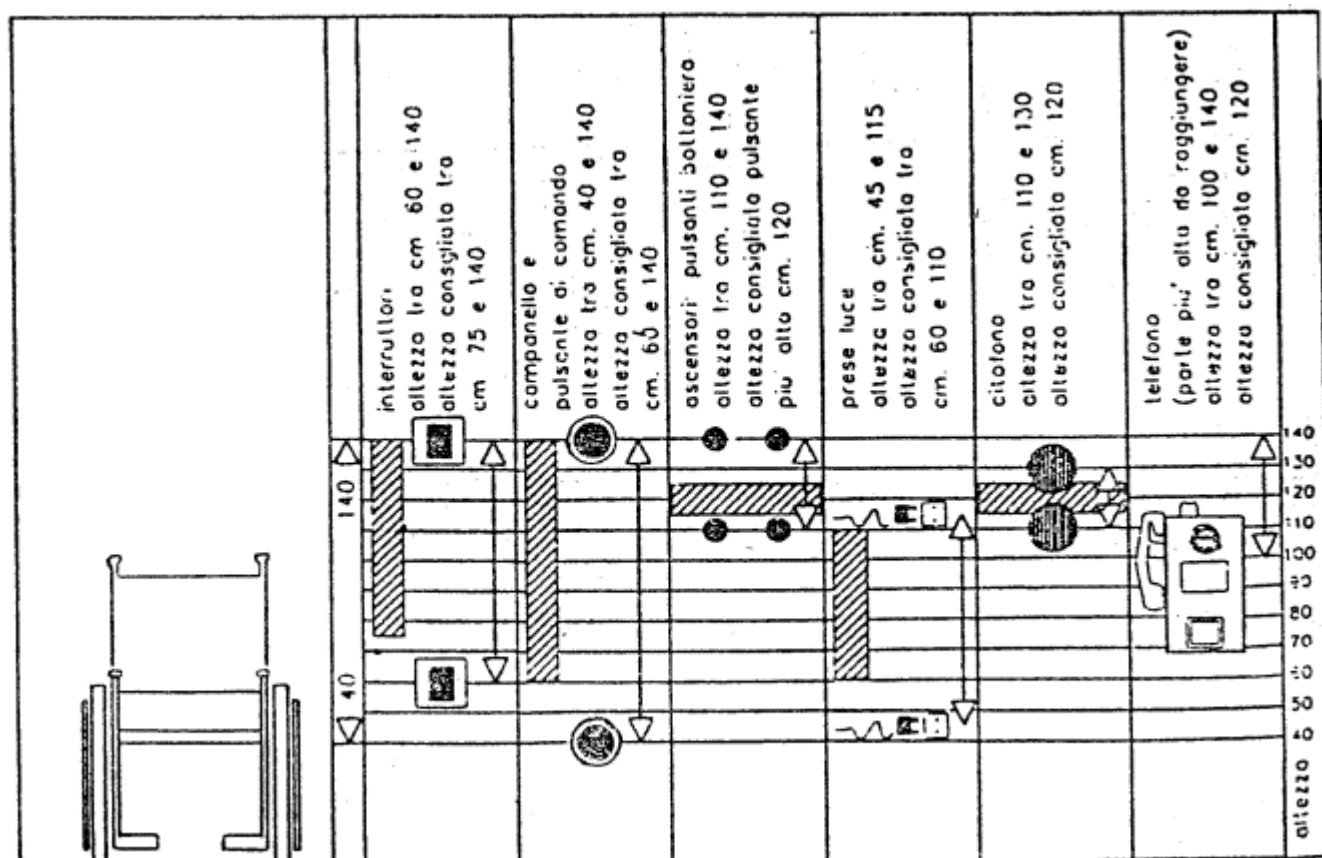 interruttori
altezza tra cm 60 e 140
altezza consigliata tra
cm 75 e 140
campanello e
pulsante di comando
altezza tra cm. 40 e 140
altezza consigliata tra
cm. 60 e 140
ascensori pulsanti bottoniera
altezza tra cm. 110 e 140
altezza consiglia pulsante
piu alto cm. 120
prese luce
altezza tra cm. 45 e 115
altezza consigliata tra
cm. 60 e 110
citofono
altezza tra cm. 110 e 130
altezza consigliata cm. 120
telefono
(parte più' alta da raggiungere)
altezza tra cm. 100 e 140
altezza consigliata cm. 120
140
40
140
130
120
110
100
90
80
70
60
50
40
altezza